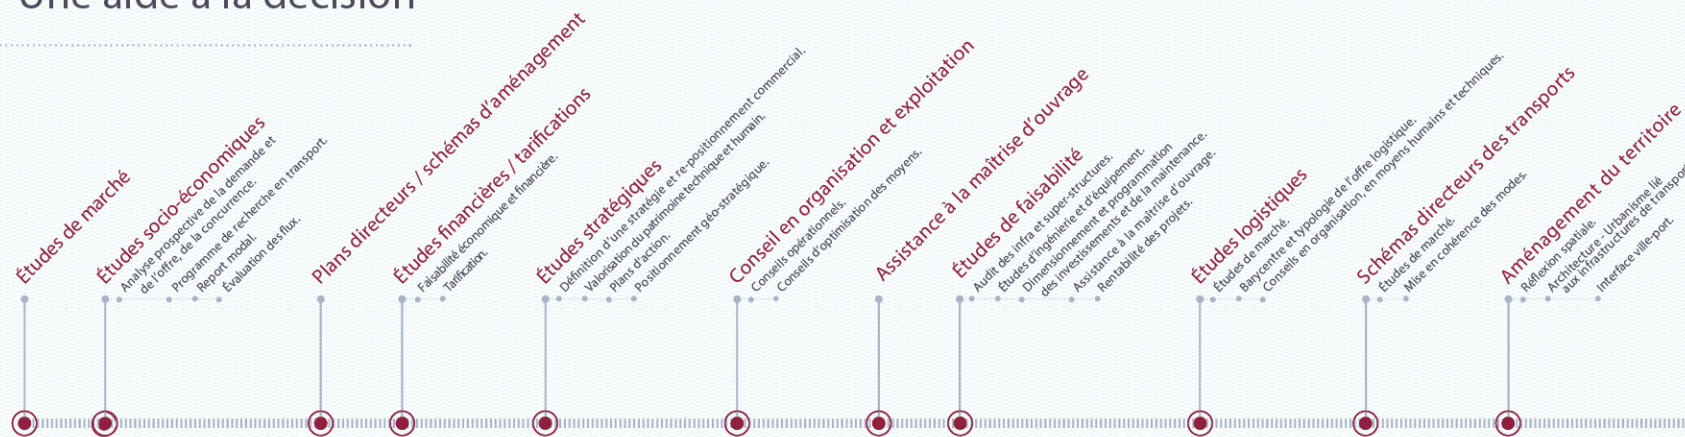 Une aide à la décision
Études de marché
Études socio-économiques
Analyse prospective de la demande et
de l'offre, de la concurrence.
Programme de recherche en transport.
Report modal.
Évaluation des flux.
Plans directeurs / schémas d'aménagement
Études financières / tarifications
Faisabilité économique et financière.
Tarification.
Études stratégiques
Définition d'une stratégie et re-positionnement commercial.
Valorisation du patrimoine technique et humain.
Plans d'action.
Positionnement géo-stratégique.
Conseil en organisation et exploitation
Conseils opérationnels.
Conseils d'optimisation des moyens.
Assistance à la maîtrise d'ouvrage
Études de faisabilité
Audit des infra et super-structures.
Études d'ingénierie et d'équipement.
Dimensionnement et programmation
des investissements et de la maintenance.
Assistance à la maîtrise d'ouvrage.
Rentabilité des projets.
Études logistiques
Études de marché.
Barycentre et typologie de l'offre logistique.
Conseils en organisation, en moyens humains et techniques.
Schémas directeurs des transports
Études de marché.
Mise en cohérence des modes.
Aménagement du territoire
Réflexion spatiale.
Architecture - Urbanisme lié
aux infrastructures de transpor
Interface ville-port.